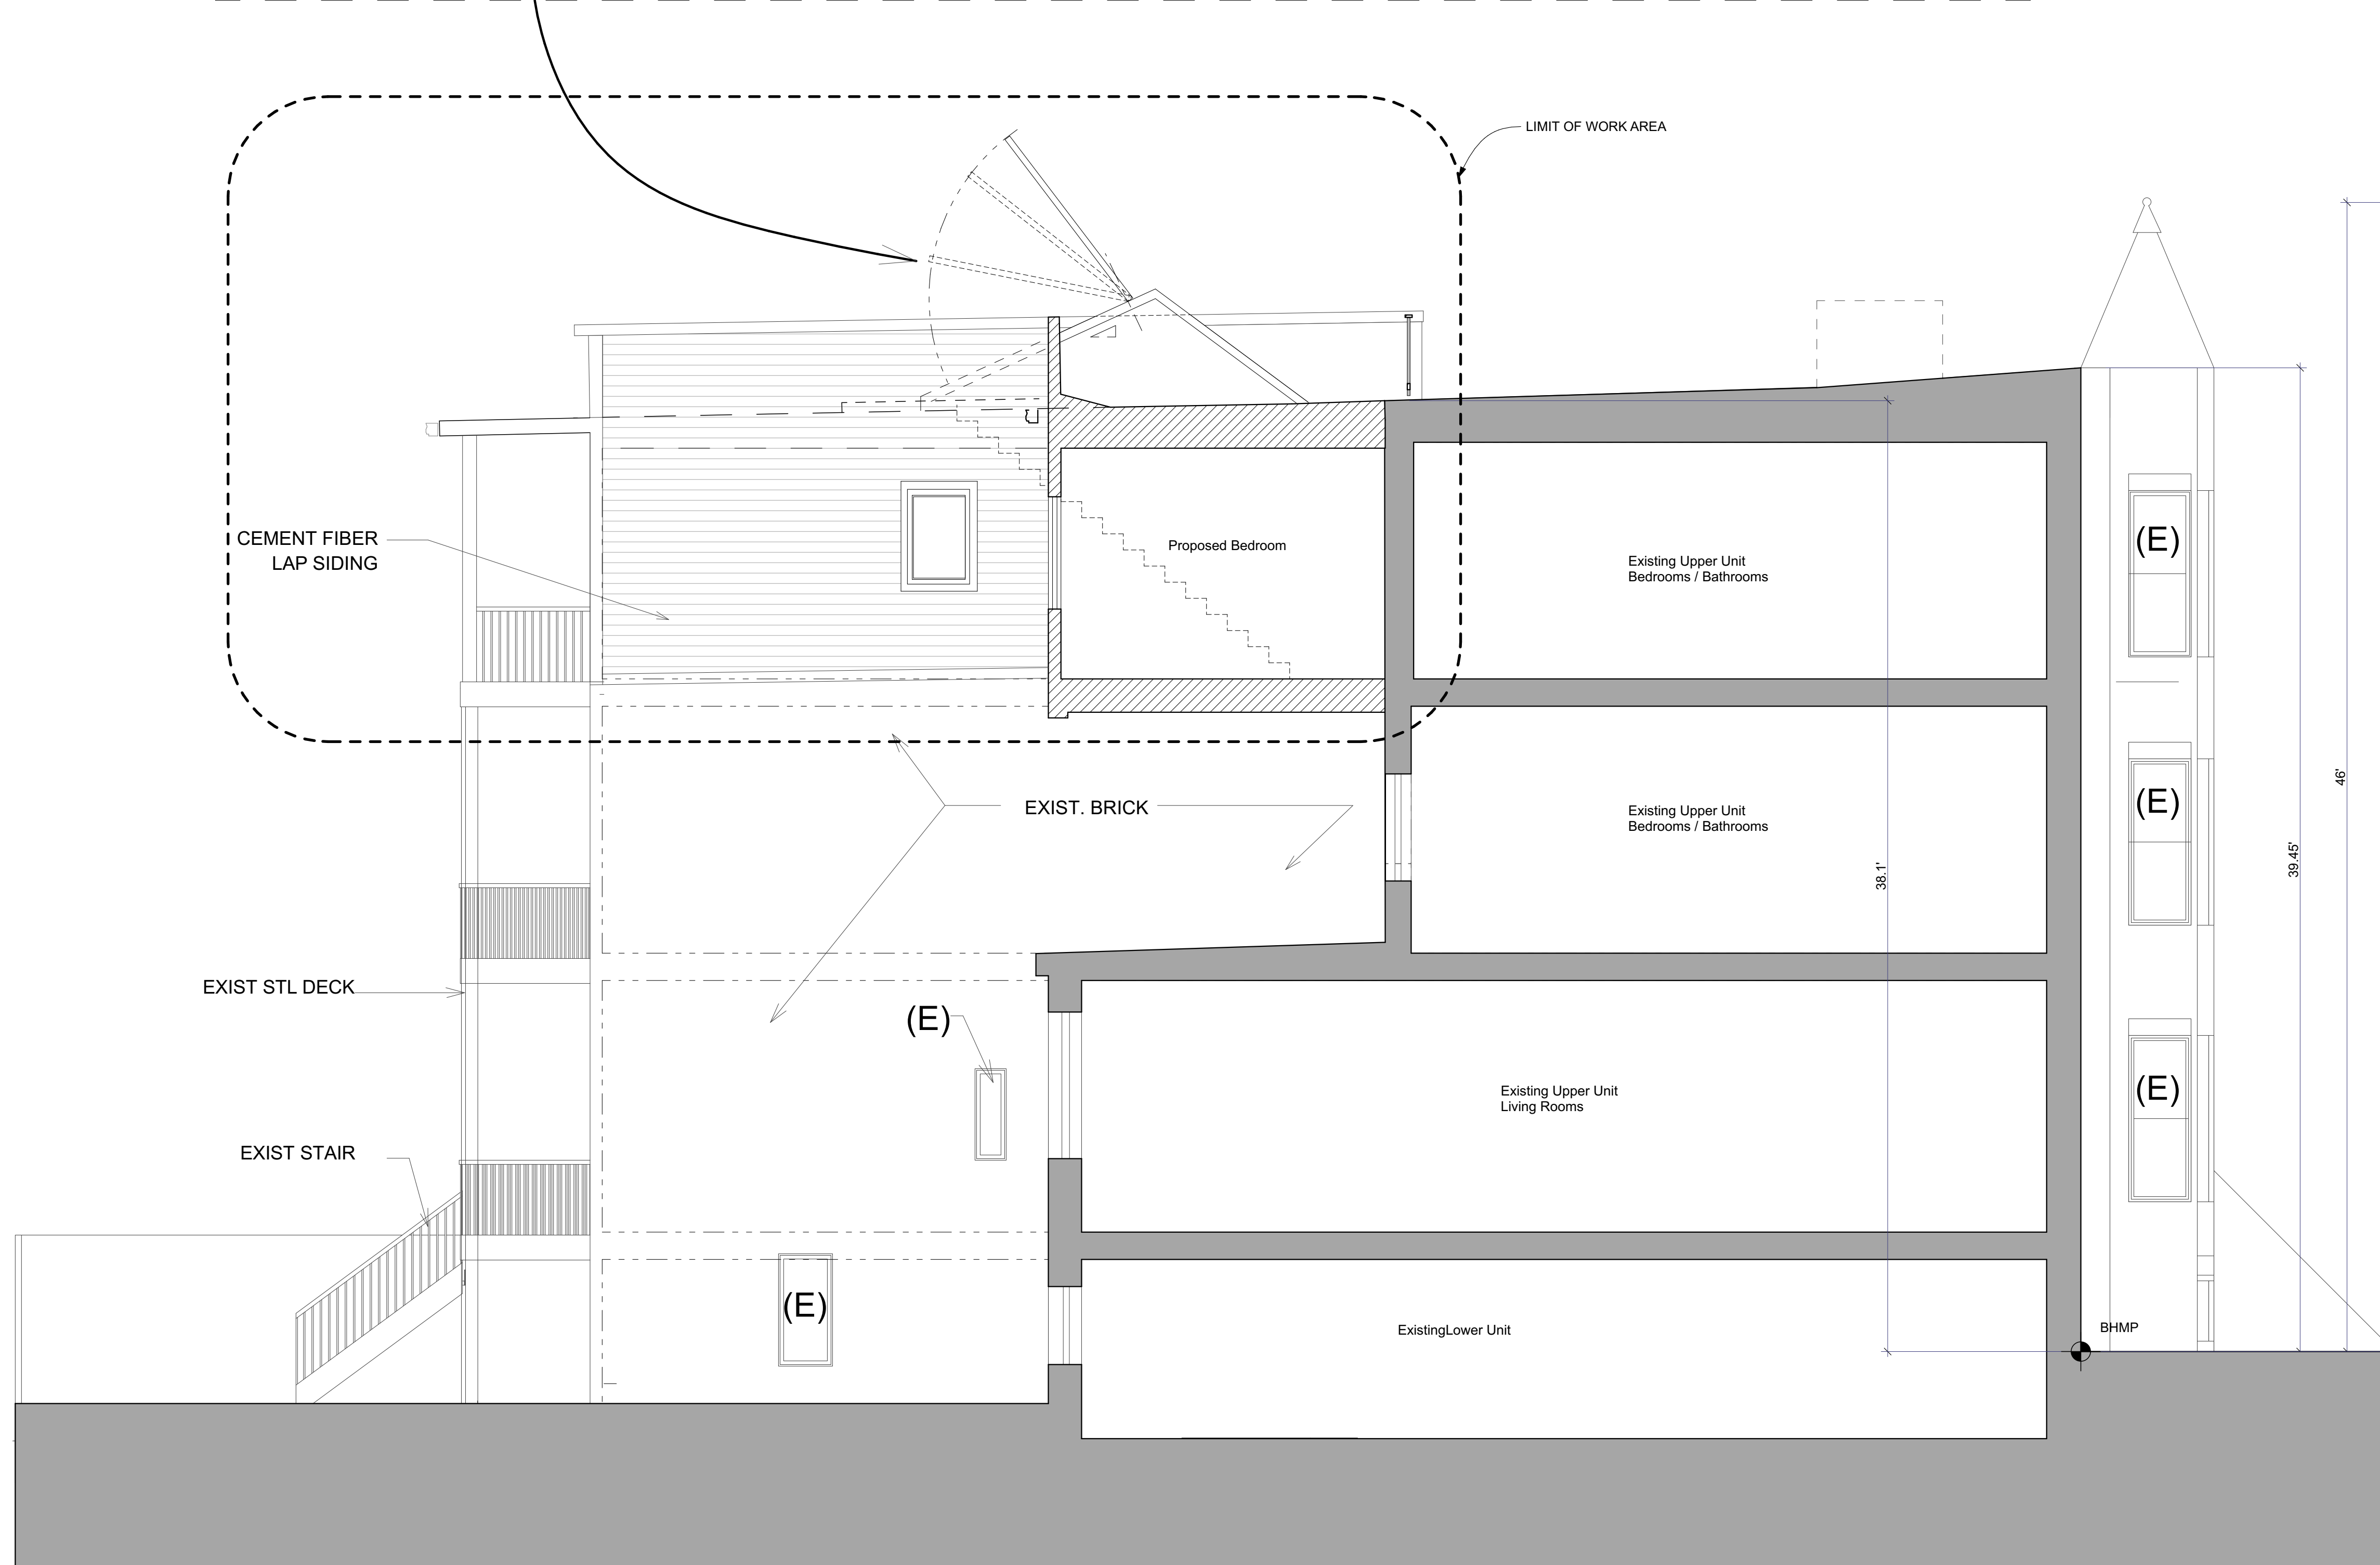 LIMIT OF WORK AREA
CEMENT FIBER
LAP SIDING
Proposed Bedroom
Existing Upper Unit
Bedrooms / Bathrooms
(E)
46'
EXIST. BRICK
Existing Upper Unit
Bedrooms / Bathrooms
(E)
38.1'
39.45'
EXIST STL DECK
(E)
Existing Upper Unit
Living Rooms
(E)
EXIST STAIR
(E)
ExistingLower Unit
BHMP